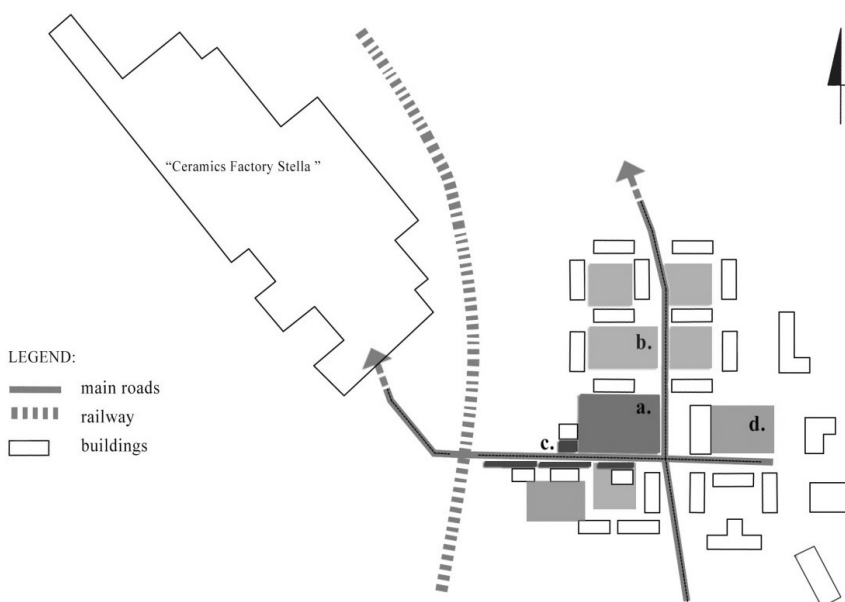 “Ceramics Factory Stella ”
b.
a.
c.
d.
LEGEND:
main roads
railway
buildings